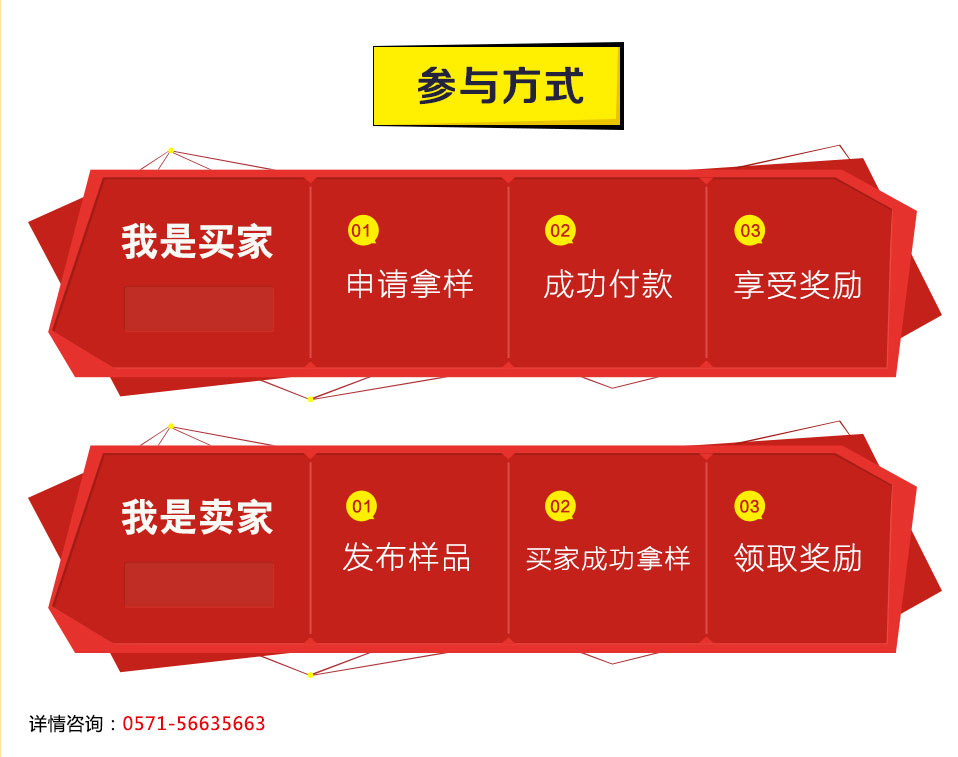 参与方式
我是买家
01
申请拿样
02
成功付款
03
享受奖励
我是卖家
01
发布样品
02
买家成功拿样
03
领取奖励
详情咨询：0571-56635663